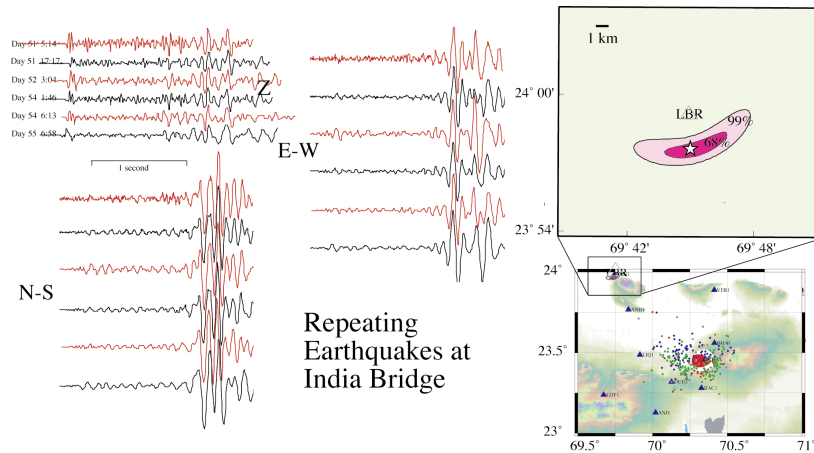 Day 51 5:14
Day 51 17:17
Day 52 3:04
Day 54 1:46
Day 54 6:13
Day 55 6:58
Z
1 second
E-W
N-S
Repeating
Earthquakes at
India Bridge
1 km
24° 00'
LBR
99%
68%
23° 54'
69° 42'
69° 48'
24°
LBR
VER1
23.5°
23°
69.5°
70°
70.5°
71°